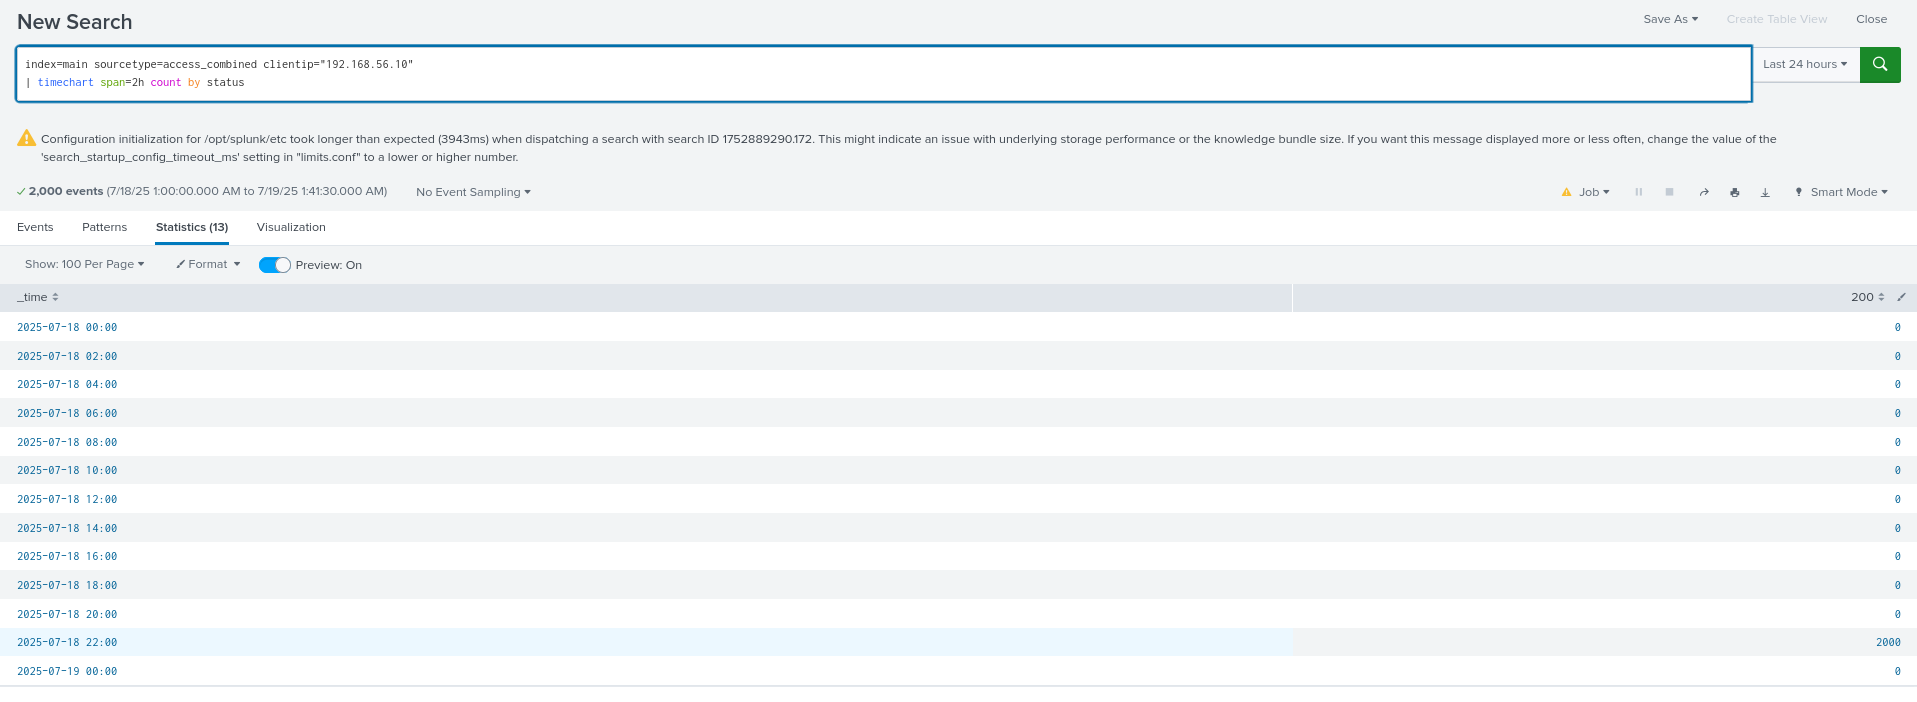 New Search
Save As
Create Table View
Close
index=main sourcetype=access_combined clientip="192.168.56.10"
| timechart span=2h count by status
Last 24 hours
Configuration initialization for /opt/splunk/etc took longer than expected (3943ms) when dispatching a search with search ID 1752889290.172. This might indicate an issue with underlying storage performance or the knowledge bundle size. If you want this message displayed more or less often, change the value of the
'search_startup_config_timeout_ms' setting in "limits.conf" to a lower or higher number.
2,000 events (7/18/25 1:00:00.000 AM to 7/19/25 1:41:30.000 AM)
No Event Sampling
Job
Smart Mode
Events
Patterns
Statistics (13)
Visualization
Show: 100 Per Page
Format
Preview: On
_time 200
2025-07-18 00:00 0
2025-07-18 02:00 0
2025-07-18 04:00 0
2025-07-18 06:00 0
2025-07-18 08:00 0
2025-07-18 10:00 0
2025-07-18 12:00 0
2025-07-18 14:00 0
2025-07-18 16:00 0
2025-07-18 18:00 0
2025-07-18 20:00 0
2025-07-18 22:00 2000
2025-07-19 00:00 0